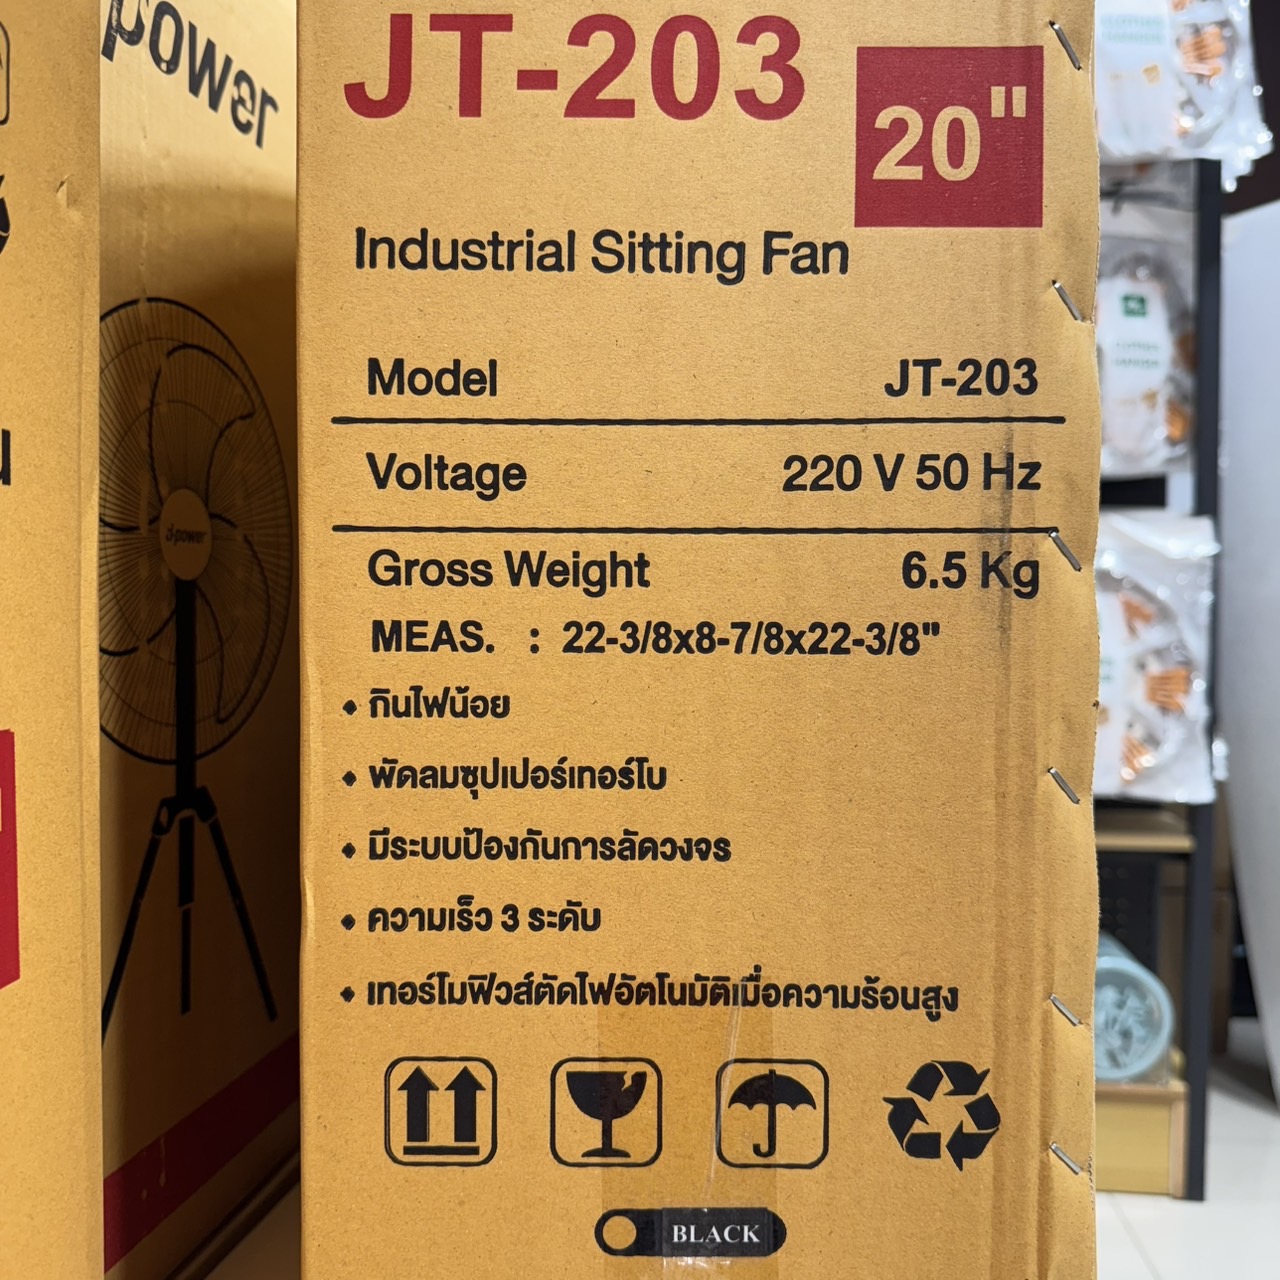 power
JT-203
20"
Industrial Sitting Fan
Model JT-203
Voltage 220 V 50 Hz
Gross Weight 6.5 Kg
MEAS. : 22-3/8x8-7/8x22-3/8"
• กินไฟน้อย
• พัดลมซุปเปอร์เทอร์โบ
• มีระบบป้องกันการลัดวงจร
• ความเร็ว 3 ระดับ
• เทอร์โมฟิวส์ตัดไฟอัตโนมัติเมื่อความร้อนสูง
BLACK
d-power